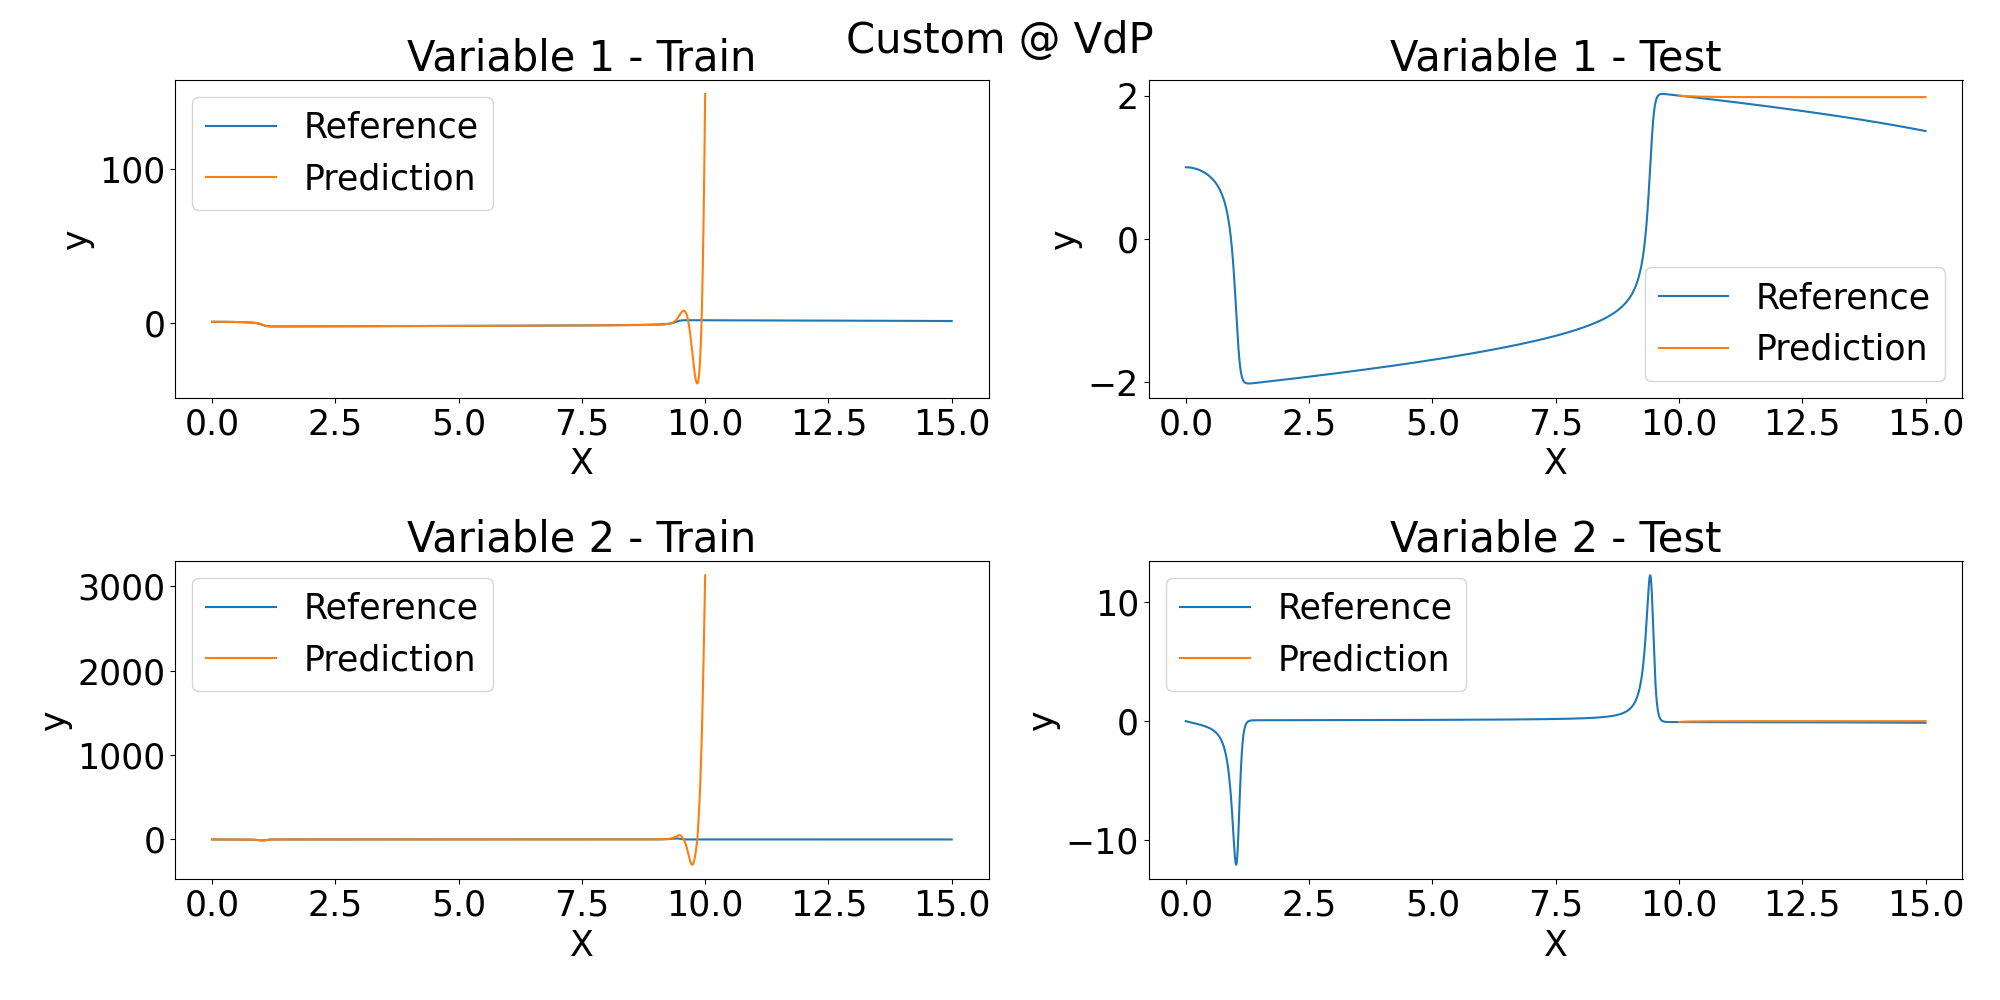 Custom @ VdP
Variable 1 - Train
Reference
Prediction
100
0
y
0.0 2.5 5.0 7.5 10.0 12.5 15.0
X
Variable 1 - Test
2
0
−2
y
Reference
Prediction
0.0 2.5 5.0 7.5 10.0 12.5 15.0
X
Variable 2 - Train
Reference
Prediction
3000
2000
1000
0
y
0.0 2.5 5.0 7.5 10.0 12.5 15.0
X
Variable 2 - Test
Reference
Prediction
10
0
−10
y
0.0 2.5 5.0 7.5 10.0 12.5 15.0
X